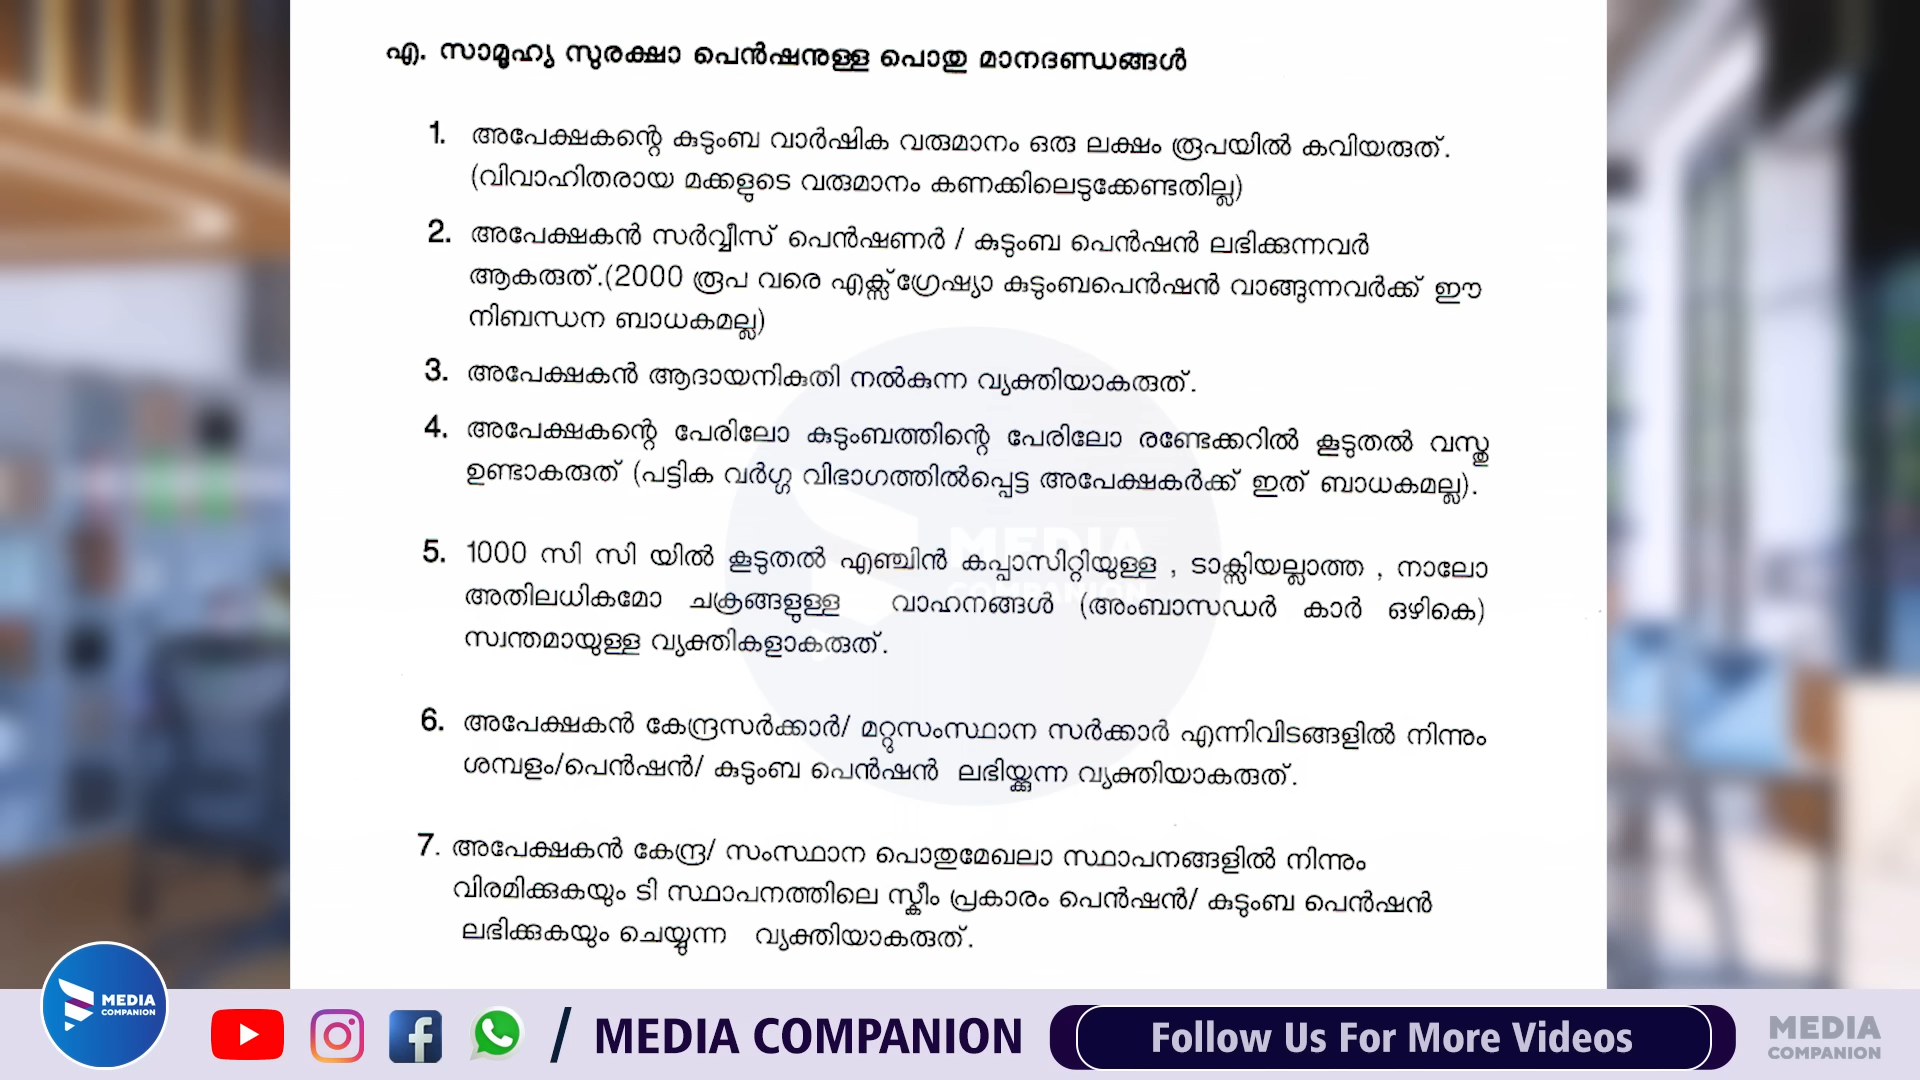 എ. സാമൂഹ്യ സുരക്ഷാ പെൻഷനുള്ള പൊതു മാനദണ്ഡങ്ങൾ
1. അപേക്ഷകന്റെ കുടുംബ വാർഷിക വരുമാനം ഒരു ലക്ഷം രൂപയിൽ കവിയരുത്.
(വിവാഹിതരായ മക്കളുടെ വരുമാനം കണക്കിലെടുക്കേണ്ടതില്ല)
2. അപേക്ഷകൻ സർവ്വീസ് പെൻഷണർ / കുടുംബ പെൻഷൻ ലഭിക്കുന്നവർ
ആകരുത്.(2000 രൂപ വരെ എക്സ്ഗ്രേഷ്യാ കുടുംബപെൻഷൻ വാങ്ങുന്നവർക്ക് ഈ
നിബന്ധന ബാധകമല്ല)
3. അപേക്ഷകൻ ആദായനികുതി നൽകുന്ന വ്യക്തിയാകരുത്.
4. അപേക്ഷകന്റെ പേരിലോ കുടുംബത്തിന്റെ പേരിലോ രണ്ടേക്കറിൽ കൂടുതൽ വസ്തു
ഉണ്ടാകരുത് (പട്ടിക വർഗ്ഗ വിഭാഗത്തിൽപ്പെട്ട അപേക്ഷകർക്ക് ഇത് ബാധകമല്ല).
5. 1000 സി സി യിൽ കൂടുതൽ എഞ്ചിൻ കപ്പാസിറ്റിയുള്ള , ടാക്സിയല്ലാത്ത , നാലോ
അതിലധികമോ ചക്രങ്ങളുള്ള വാഹനങ്ങൾ (അംബാസഡർ കാർ ഒഴികെ)
സ്വന്തമായുള്ള വ്യക്തികളാകരുത്.
6. അപേക്ഷകൻ കേന്ദ്രസർക്കാർ/ മറ്റുസംസ്ഥാന സർക്കാർ എന്നിവിടങ്ങളിൽ നിന്നും
ശമ്പളം/പെൻഷൻ/ കുടുംബ പെൻഷൻ ലഭിയ്ക്കുന്ന വ്യക്തിയാകരുത്.
7. അപേക്ഷകൻ കേന്ദ്ര/ സംസ്ഥാന പൊതുമേഖലാ സ്ഥാപനങ്ങളിൽ നിന്നും
വിരമിക്കുകയും ടി സ്ഥാപനത്തിലെ സ്കീം പ്രകാരം പെൻഷൻ/ കുടുംബ പെൻഷൻ
ലഭിക്കുകയും ചെയ്യുന്ന വ്യക്തിയാകരുത്.
MEDIA
COMPANION
MEDIA
COMPANION
/ MEDIA COMPANION
Follow Us For More Videos
MEDIA
COMPANION